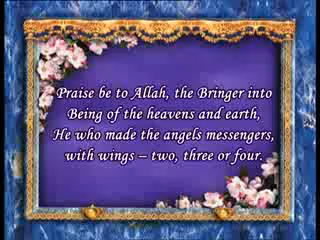 Praise be to Allah, the Bringer into
Being of the heavens and earth,
He who made the angels messengers,
with wings – two, three or four.